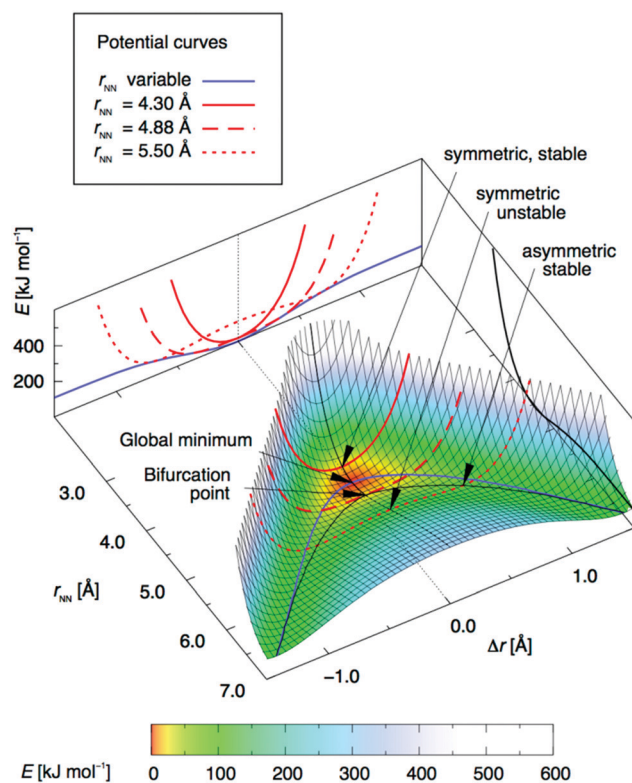 Potential curves
r_NN variable
r_NN = 4.30 Å
r_NN = 4.88 Å
r_NN = 5.50 Å
symmetric, stable
symmetric
unstable
asymmetric
stable
E [kJ mol⁻¹]
400
200
Global minimum
Bifurcation
point
3.0
4.0
5.0
6.0
7.0
r_NN [Å]
−1.0
0.0
1.0
Δr [Å]
E [kJ mol⁻¹]
0 100 200 300 400 500 600